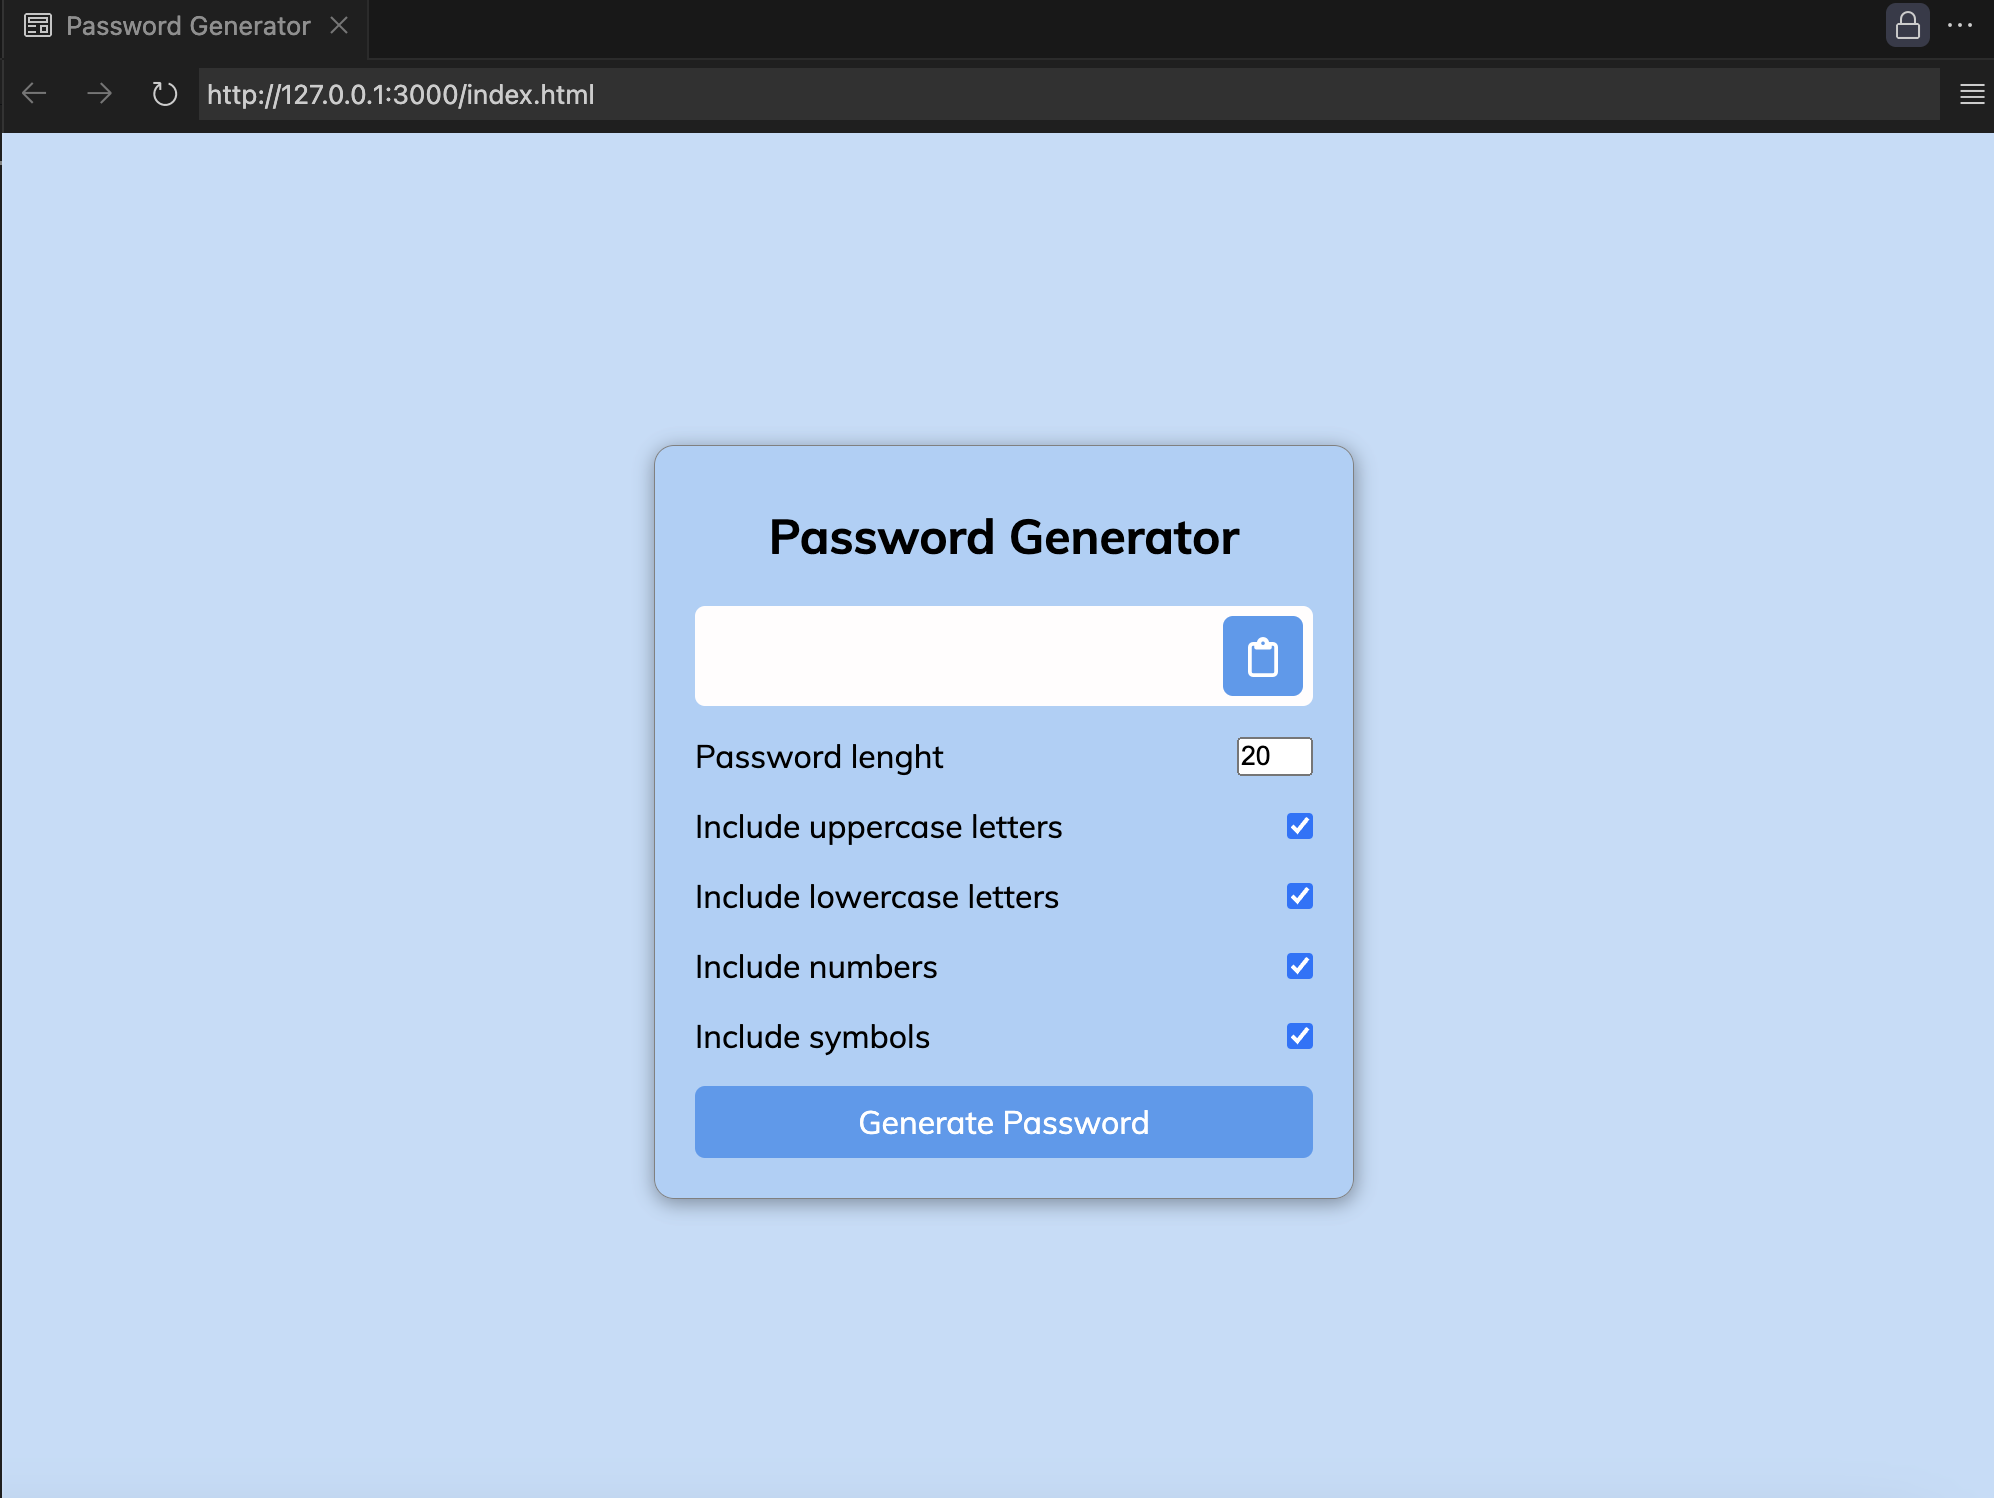 Password Generator
http://127.0.0.1:3000/index.html
Password Generator
Password lenght
20
Include uppercase letters
Include lowercase letters
Include numbers
Include symbols
Generate Password